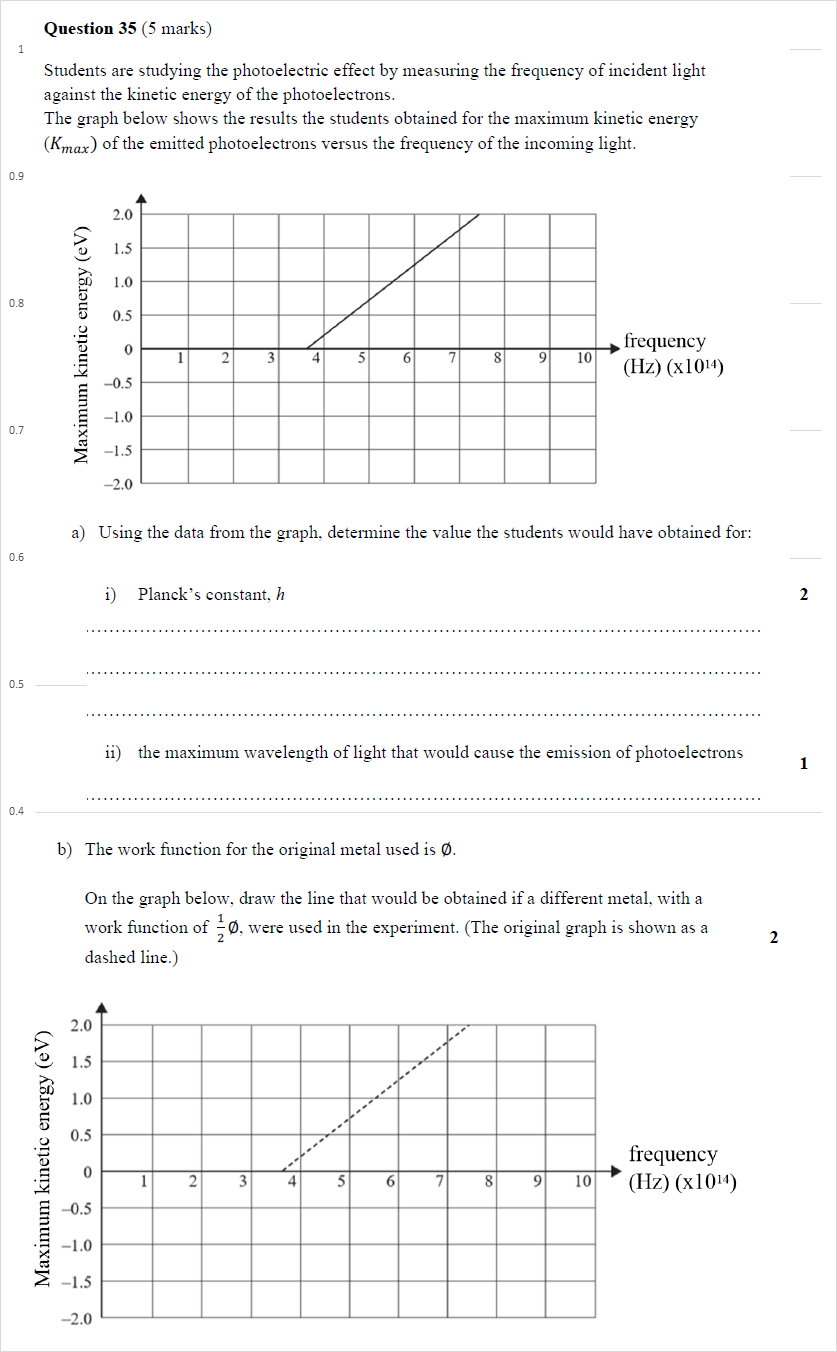 Question 35 (5 marks)
1
Students are studying the photoelectric effect by measuring the frequency of incident light
against the kinetic energy of the photoelectrons.
The graph below shows the results the students obtained for the maximum kinetic energy
(Kmax) of the emitted photoelectrons versus the frequency of the incoming light.
0.9
Maximum kinetic energy (eV)
2.0
1.5
1.0
0.8
0.5
0
1 2 3 4 5 6 7 8 9 10
frequency
(Hz) (x10¹⁴)
−0.5
−1.0
0.7
−1.5
−2.0
a) Using the data from the graph, determine the value the students would have obtained for:
0.6
i) Planck’s constant, h 2
0.5
ii) the maximum wavelength of light that would cause the emission of photoelectrons
1
0.4
b) The work function for the original metal used is Ø.
On the graph below, draw the line that would be obtained if a different metal, with a
work function of 1/2 Ø, were used in the experiment. (The original graph is shown as a
2
dashed line.)
Maximum kinetic energy (eV)
2.0
1.5
1.0
0.5
0
1 2 3 4 5 6 7 8 9 10
frequency
(Hz) (x10¹⁴)
−0.5
−1.0
−1.5
−2.0